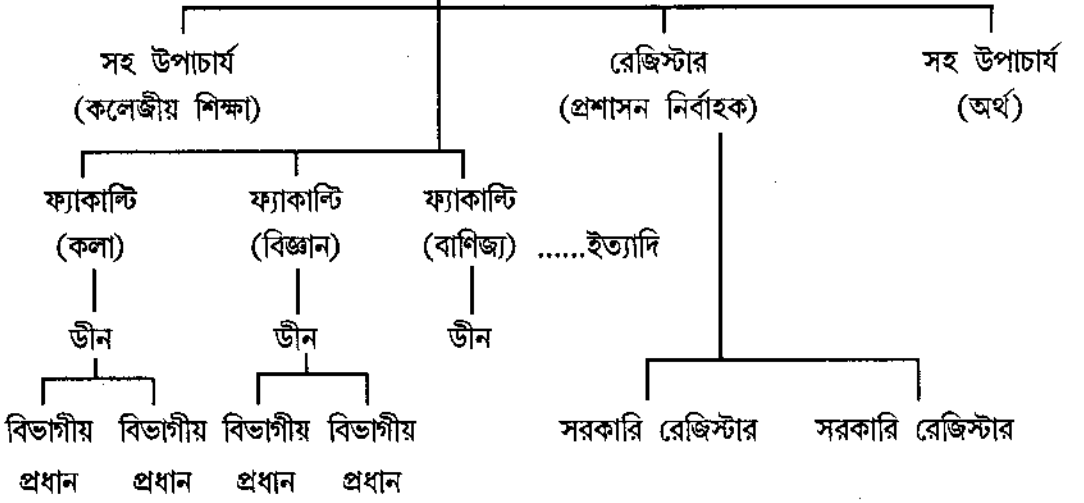 সহ উপাচার্য রেজিস্টার সহ উপাচার্য
(কলেজীয় শিক্ষা) (প্রশাসন নির্বাহক) (অর্থ)
ফ্যাকাল্টি ফ্যাকাল্টি ফ্যাকাল্টি
(কলা) (বিজ্ঞান) (বাণিজ্য) ......ইত্যাদি
ডীন ডীন ডীন
বিভাগীয় বিভাগীয় বিভাগীয় বিভাগীয় সরকারি রেজিস্টার সরকারি রেজিস্টার
প্রধান প্রধান প্রধান প্রধান